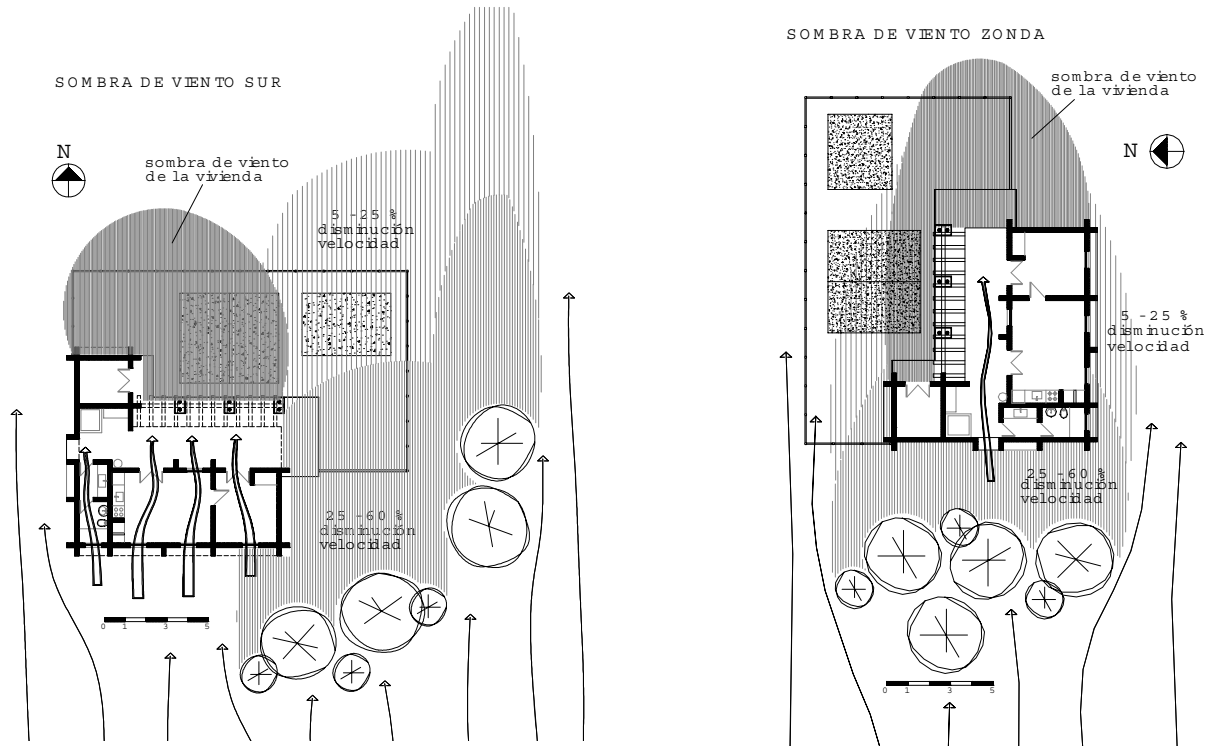 SOMBRA DE VIENTO SUR
N
sombra de viento
de la vivienda
5 - 25 %
disminución
velocidad
25 - 60 %
disminución
velocidad
0 1 3 5
SOMBRA DE VIENTO ZONDA
sombra de viento
de la vivienda
N
5 - 25 %
disminución
velocidad
25 - 60 %
disminución
velocidad
0 1 3 5